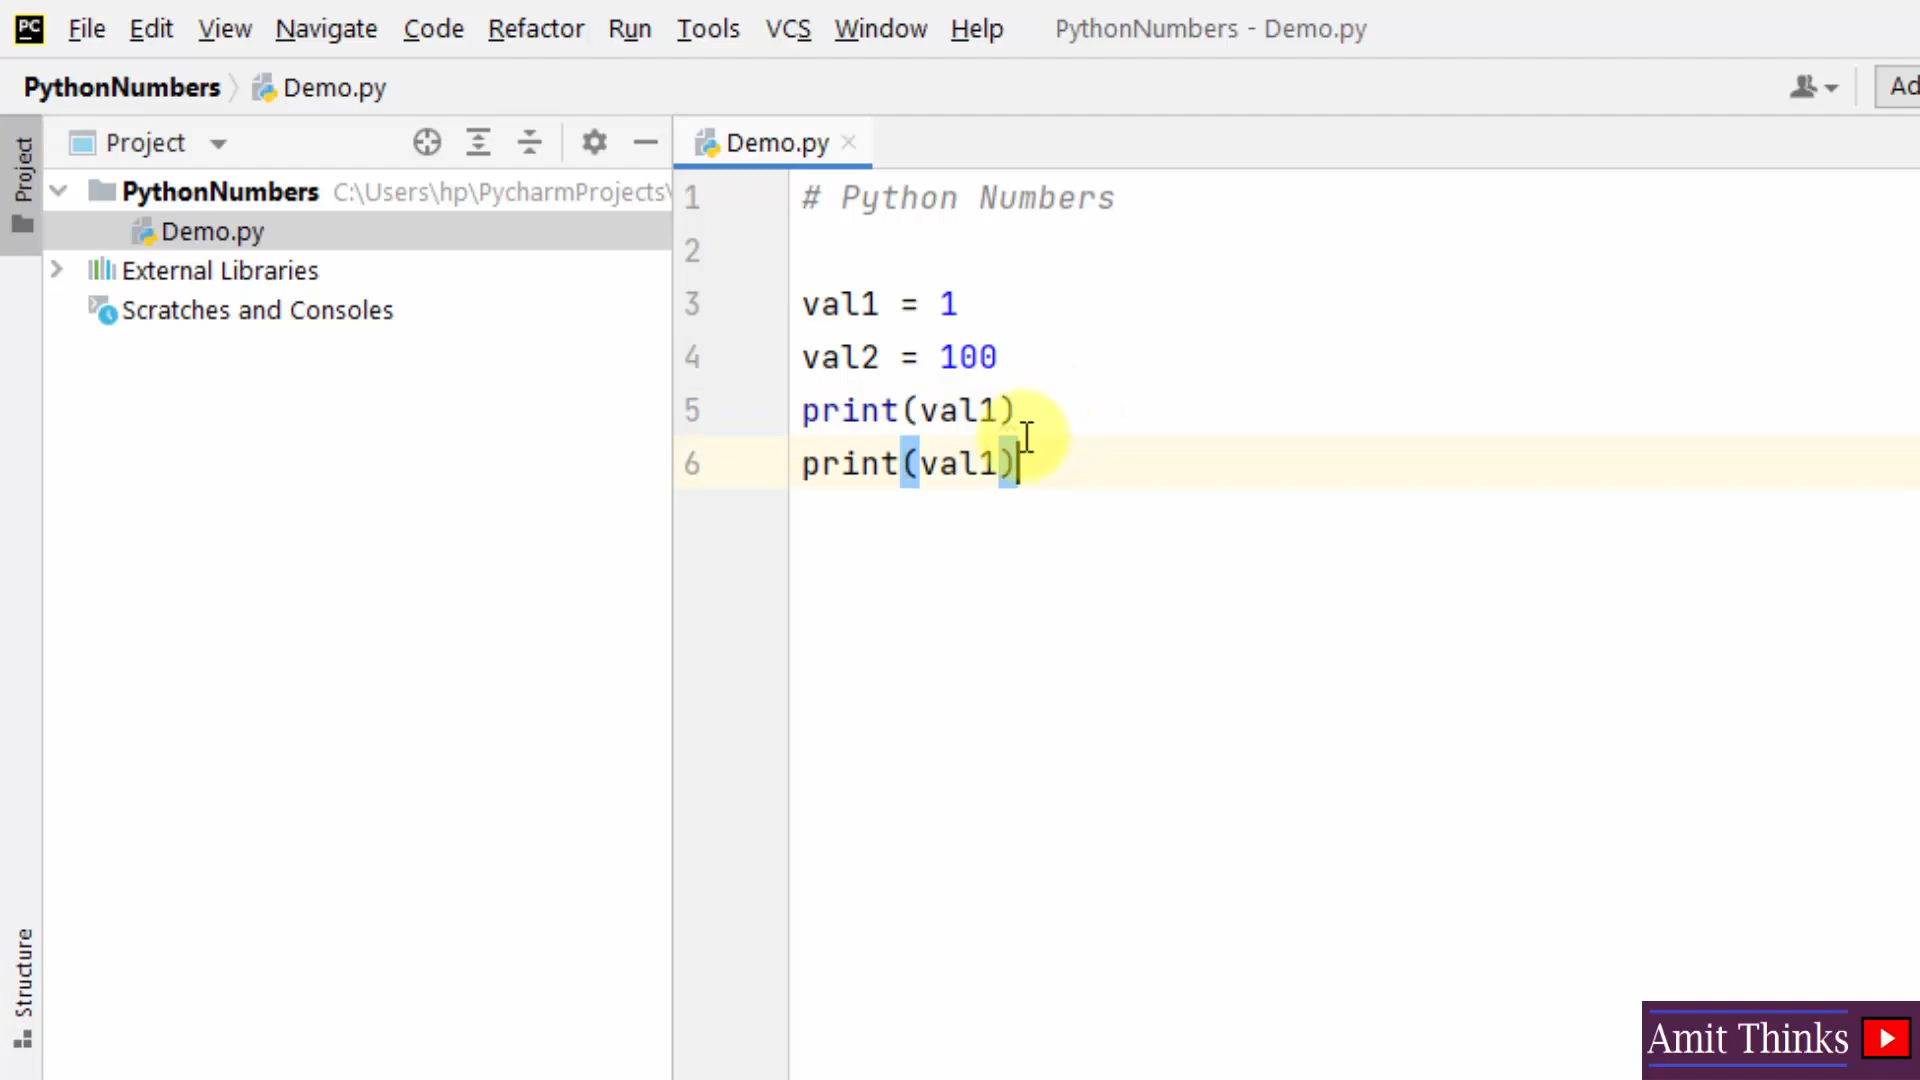 PC File Edit View Navigate Code Refactor Run Tools VCS Window Help PythonNumbers - Demo.py
PythonNumbers Demo.py
Ad
Project
Project
Demo.py
PythonNumbers C:\Users\hp\PycharmProjects\
Demo.py
External Libraries
Scratches and Consoles
1 # Python Numbers
2
3 val1 = 1
4 val2 = 100
5 print(val1)
6 print(val1)
Structure
Amit Thinks